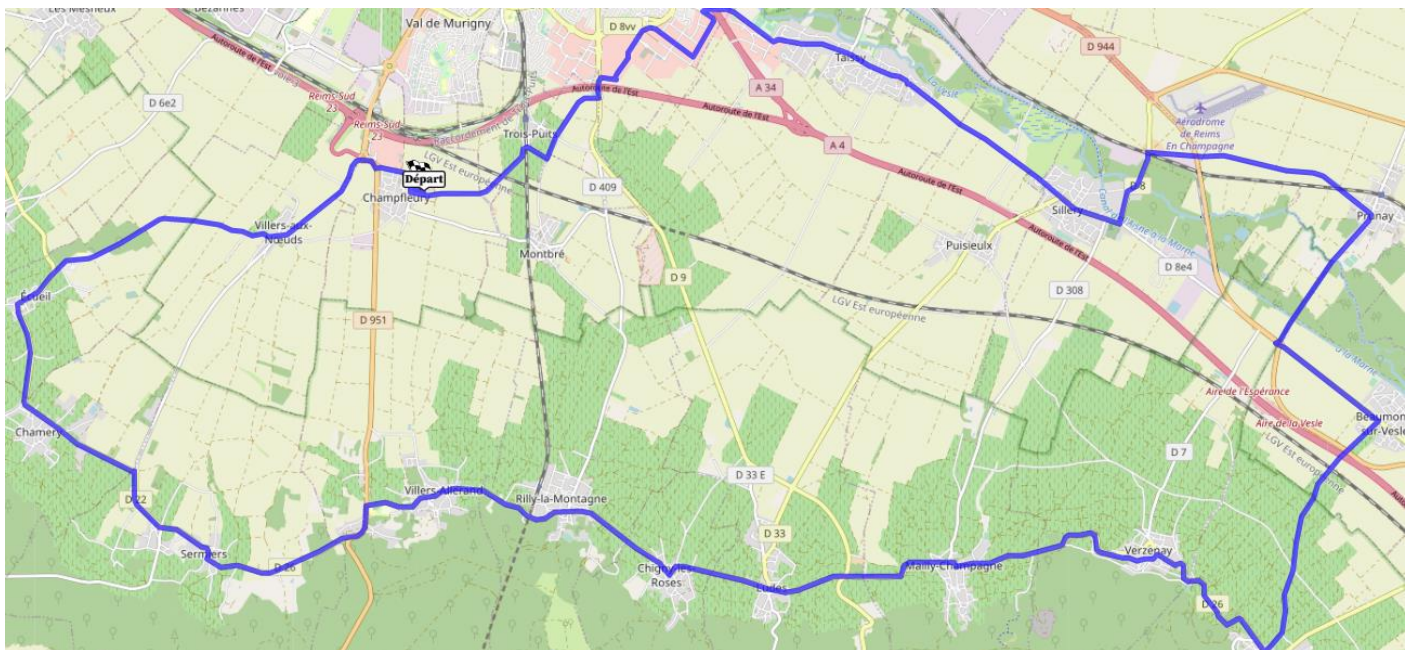 Les Mesneux
Bezannes
Val de Murigny
D 8vv
D 944
Autoroute de l'Est
Taissy
La Vesle
D 6e2
Reims-Sud
23
Reims-Sud
23
Autoroute de l'Est
A 34
Autoroute de l'Est
Aérodrome
de Reims
En Champagne
Trois-Puits
A 4
LGV Est européenne
Départ
Champfleury
D 409
Autoroute de l'Est
D 8
Sillery
Prunay
Villers-aux-
Nœuds
Montbré
Puisieulx
D 9
D 8e4
Écueil
D 308
LGV Est européenne
D 951
Aire de l'Espérance
Aire de la Vesle
Beaumont-
sur-Vesle
Chamery
LGV Est européenne
D 7
D 33 E
D 22
Villers-Allerand
Rilly-la-Montagne
D 33
Sermiers
Verzenay
D 26
Chigny-les-
Roses
Mailly-Champagne
Ludes
D 26